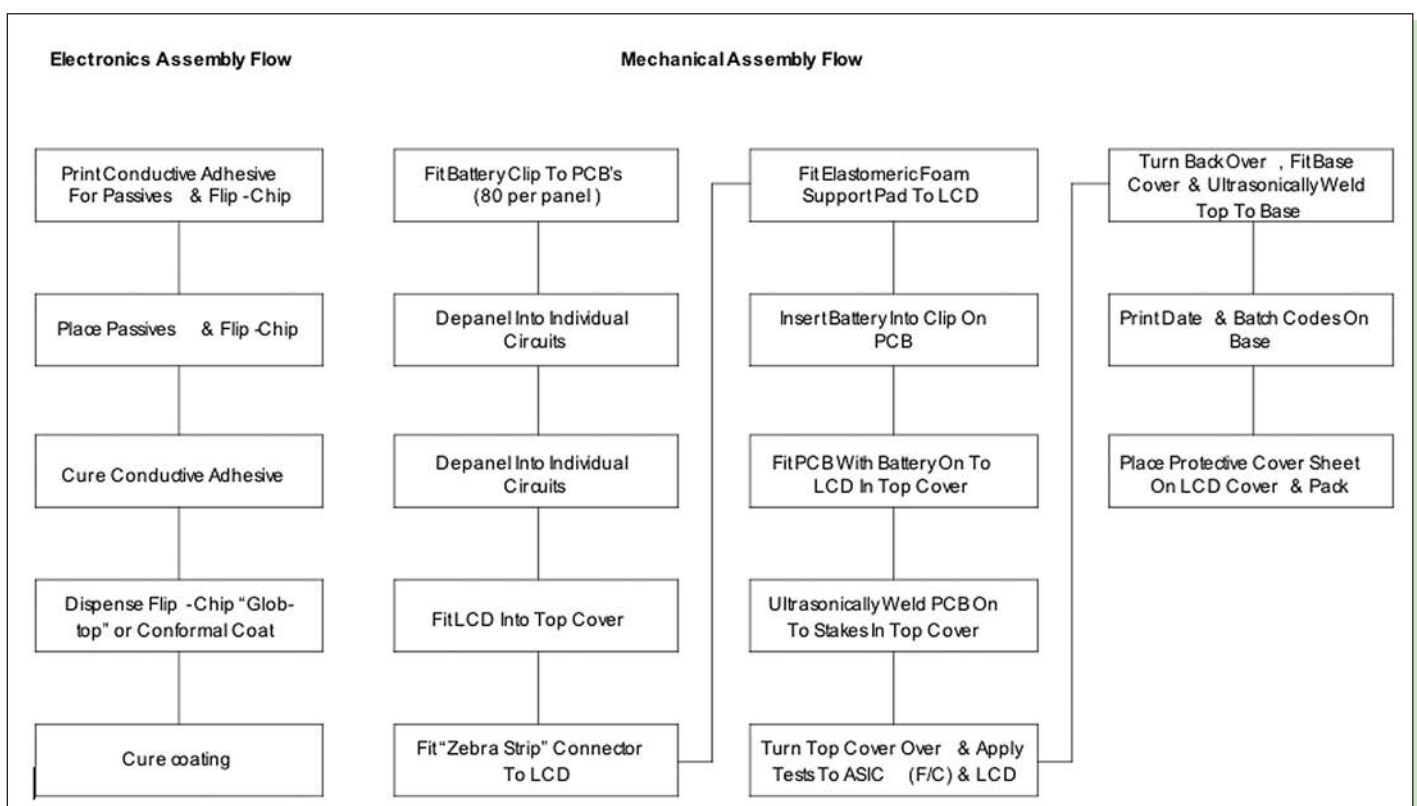 Electronics Assembly Flow
Mechanical Assembly Flow
Print Conductive Adhesive
For Passives & Flip-Chip
Place Passives & Flip-Chip
Cure Conductive Adhesive
Dispense Flip-Chip “Glob-
top” or Conformal Coat
Cure coating
Fit Battery Clip To PCB's
(80 per panel)
Depanel Into Individual
Circuits
Depanel Into Individual
Circuits
Fit LCD Into Top Cover
Fit “Zebra Strip” Connector
To LCD
Fit Elastomeric Foam
Support Pad To LCD
Insert Battery Into Clip On
PCB
Fit PCB With Battery On To
LCD In Top Cover
Ultrasonically Weld PCB On
To Stakes In Top Cover
Turn Top Cover Over & Apply
Tests To ASIC (F/C) & LCD
Turn Back Over, Fit Base
Cover & Ultrasonically Weld
Top To Base
Print Date & Batch Codes On
Base
Place Protective Cover Sheet
On LCD Cover & Pack